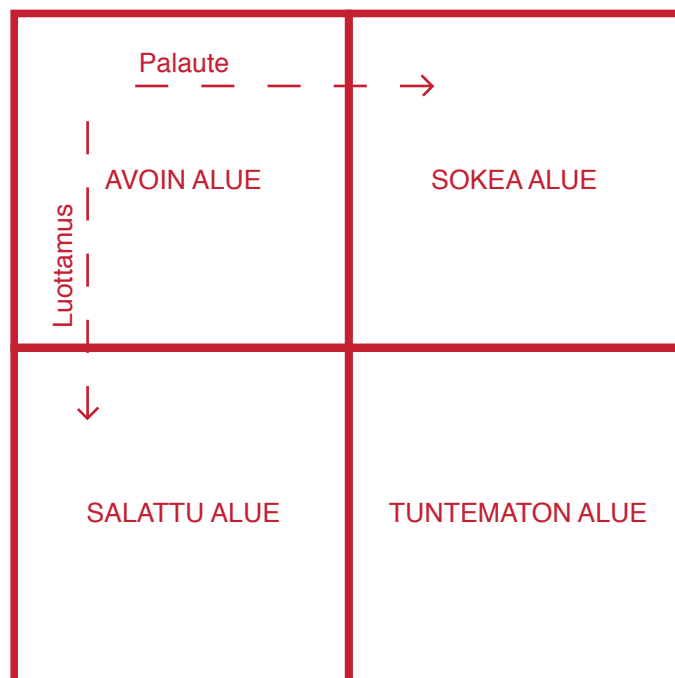 Palaute
AVOIN ALUE
SOKEA ALUE
Luottamus
SALATTU ALUE
TUNTEMATON ALUE